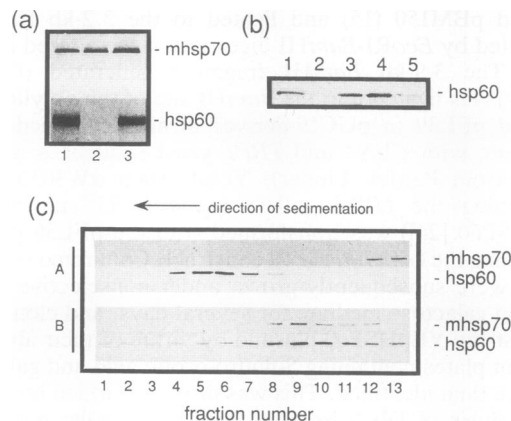 (a)
mhsp70
hsp60
1 2 3
(b)
1 2 3 4 5
hsp60
(c)
direction of sedimentation
A
mhsp70
hsp60
B
mhsp70
hsp60
1 2 3 4 5 6 7 8 9 10 11 12 13
fraction number